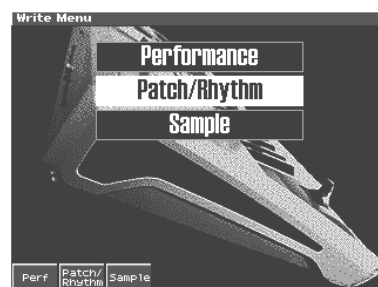 Write Menu
Performance
Patch/Rhythm
Sample
Perf
Patch/
Rhythm
Sample